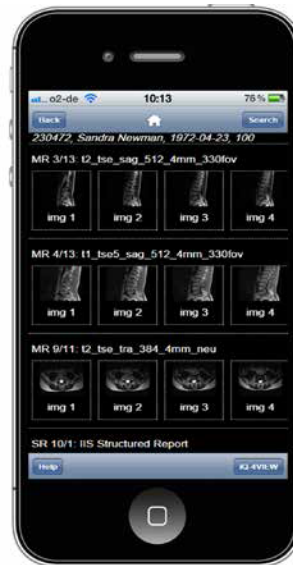 o2-de 10:13 76 %
Back Search
230472, Sandra Newman, 1972-04-23, 100
MR 3/13: t2_tse_sag_512_4mm_330fov
img 1 img 2 img 3 img 4
MR 4/13: t1_tse5_sag_512_4mm_330fov
img 1 img 2 img 3 img 4
MR 9/11: t2_tse_tra_384_4mm_neu
img 1 img 2 img 3 img 4
SR 10/1: IIS Structured Report
Help iQ-4VIEW